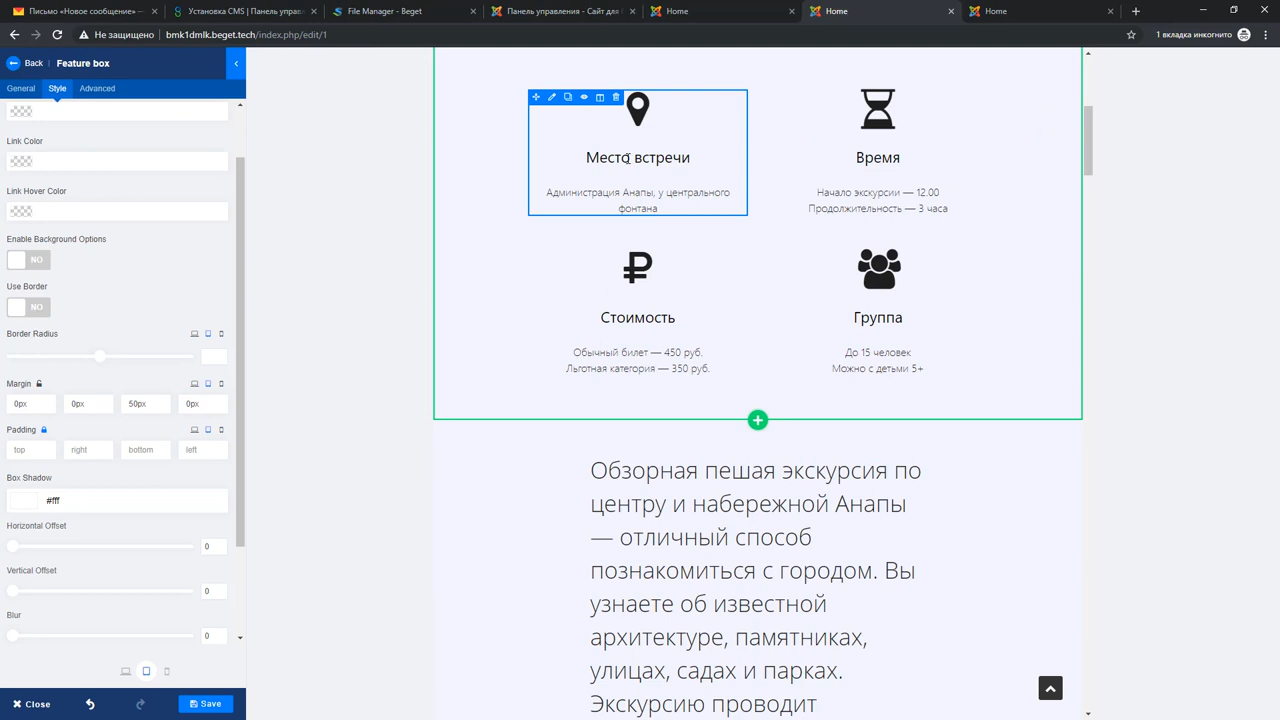 Письмо «Новое сообщение»
Установка CMS | Панель управ
File Manager - Beget
Панель управления - Сайт для I
Home
Home
Home
Не защищено
bmk1dmlk.beget.tech/index.php/edit/1
1 вкладка инкогнито
Back
Feature box
General
Style
Advanced
Link Color
Link Hover Color
Enable Background Options
NO
Use Border
NO
Border Radius
Margin
0px
0px
50px
0px
Padding
top
right
bottom
left
Box Shadow
#fff
Horizontal Offset
0
Vertical Offset
0
Blur
0
Close
Save
Место встречи
Администрация Анапы, у центрального
фонтана
Время
Начало экскурсии — 12.00
Продолжительность — 3 часа
Стоимость
Обычный билет — 450 руб.
Льготная категория — 350 руб.
Группа
До 15 человек
Можно с детьми 5+
Обзорная пешая экскурсия по
центру и набережной Анапы
— отличный способ
познакомиться с городом. Вы
узнаете об известной
архитектуре, памятниках,
улицах, садах и парках.
Экскурсию проводит